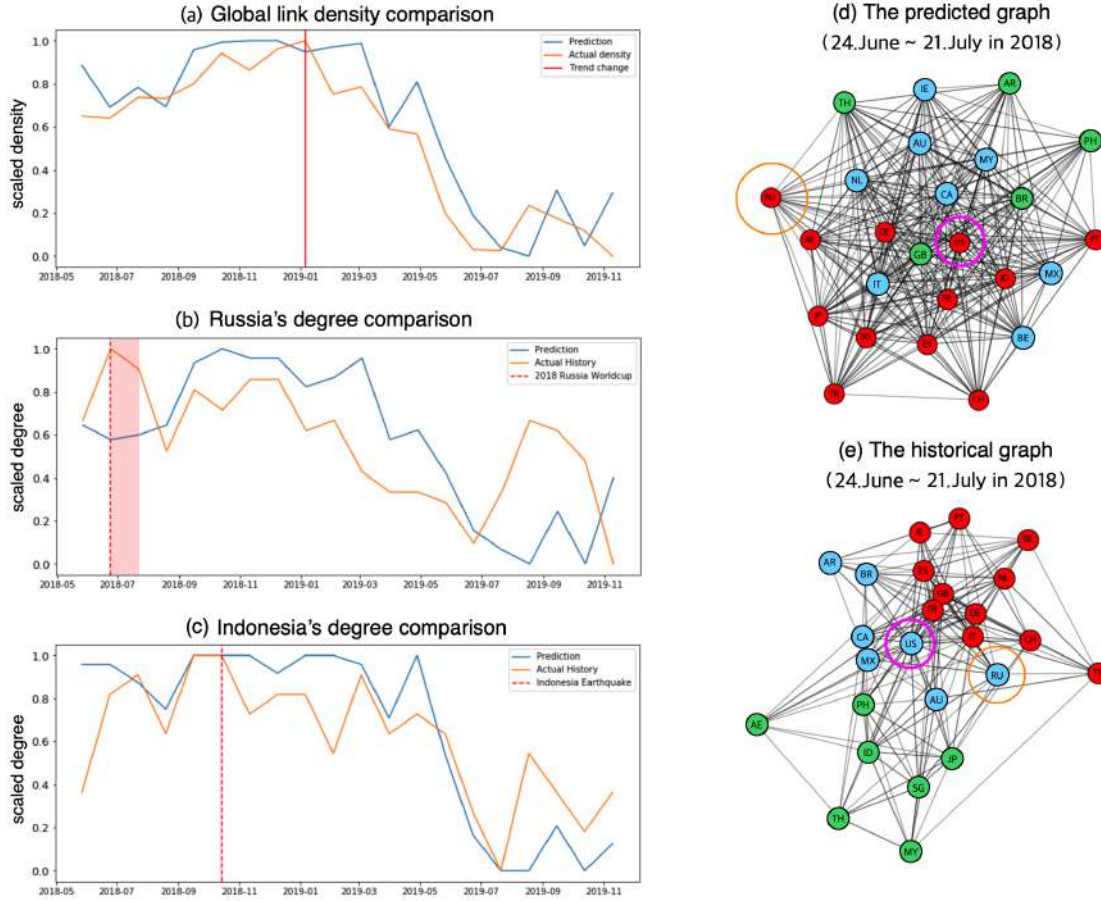 (a) Global link density comparison
scaled density
1.0
0.8
0.6
0.4
0.2
0.0
Prediction
Actual density
Trend change
2018-05 2018-07 2018-09 2018-11 2019-01 2019-03 2019-05 2019-07 2019-09 2019-11
(b) Russia's degree comparison
scaled degree
1.0
0.8
0.6
0.4
0.2
0.0
Prediction
Actual History
2018 Russia Worldcup
2018-05 2018-07 2018-09 2018-11 2019-01 2019-03 2019-05 2019-07 2019-09 2019-11
(c) Indonesia's degree comparison
scaled degree
1.0
0.8
0.6
0.4
0.2
0.0
Prediction
Actual History
Indonesia Earthquake
2018-05 2018-07 2018-09 2018-11 2019-01 2019-03 2019-05 2019-07 2019-09 2019-11
(d) The predicted graph
(24.June ~ 21.July in 2018)
IE
AR
TH
PH
AU
MY
NL
CA
BR
RU
DE
US
GB
IT
MX
JP
ES
BE
CH
(e) The historical graph
(24.June ~ 21.July in 2018)
PT
BE
AR
BR
ES
NL
GB
DE
CA
US
IT
CH
MX
RU
PH
AU
AE
ID
JP
SG
TH
MY